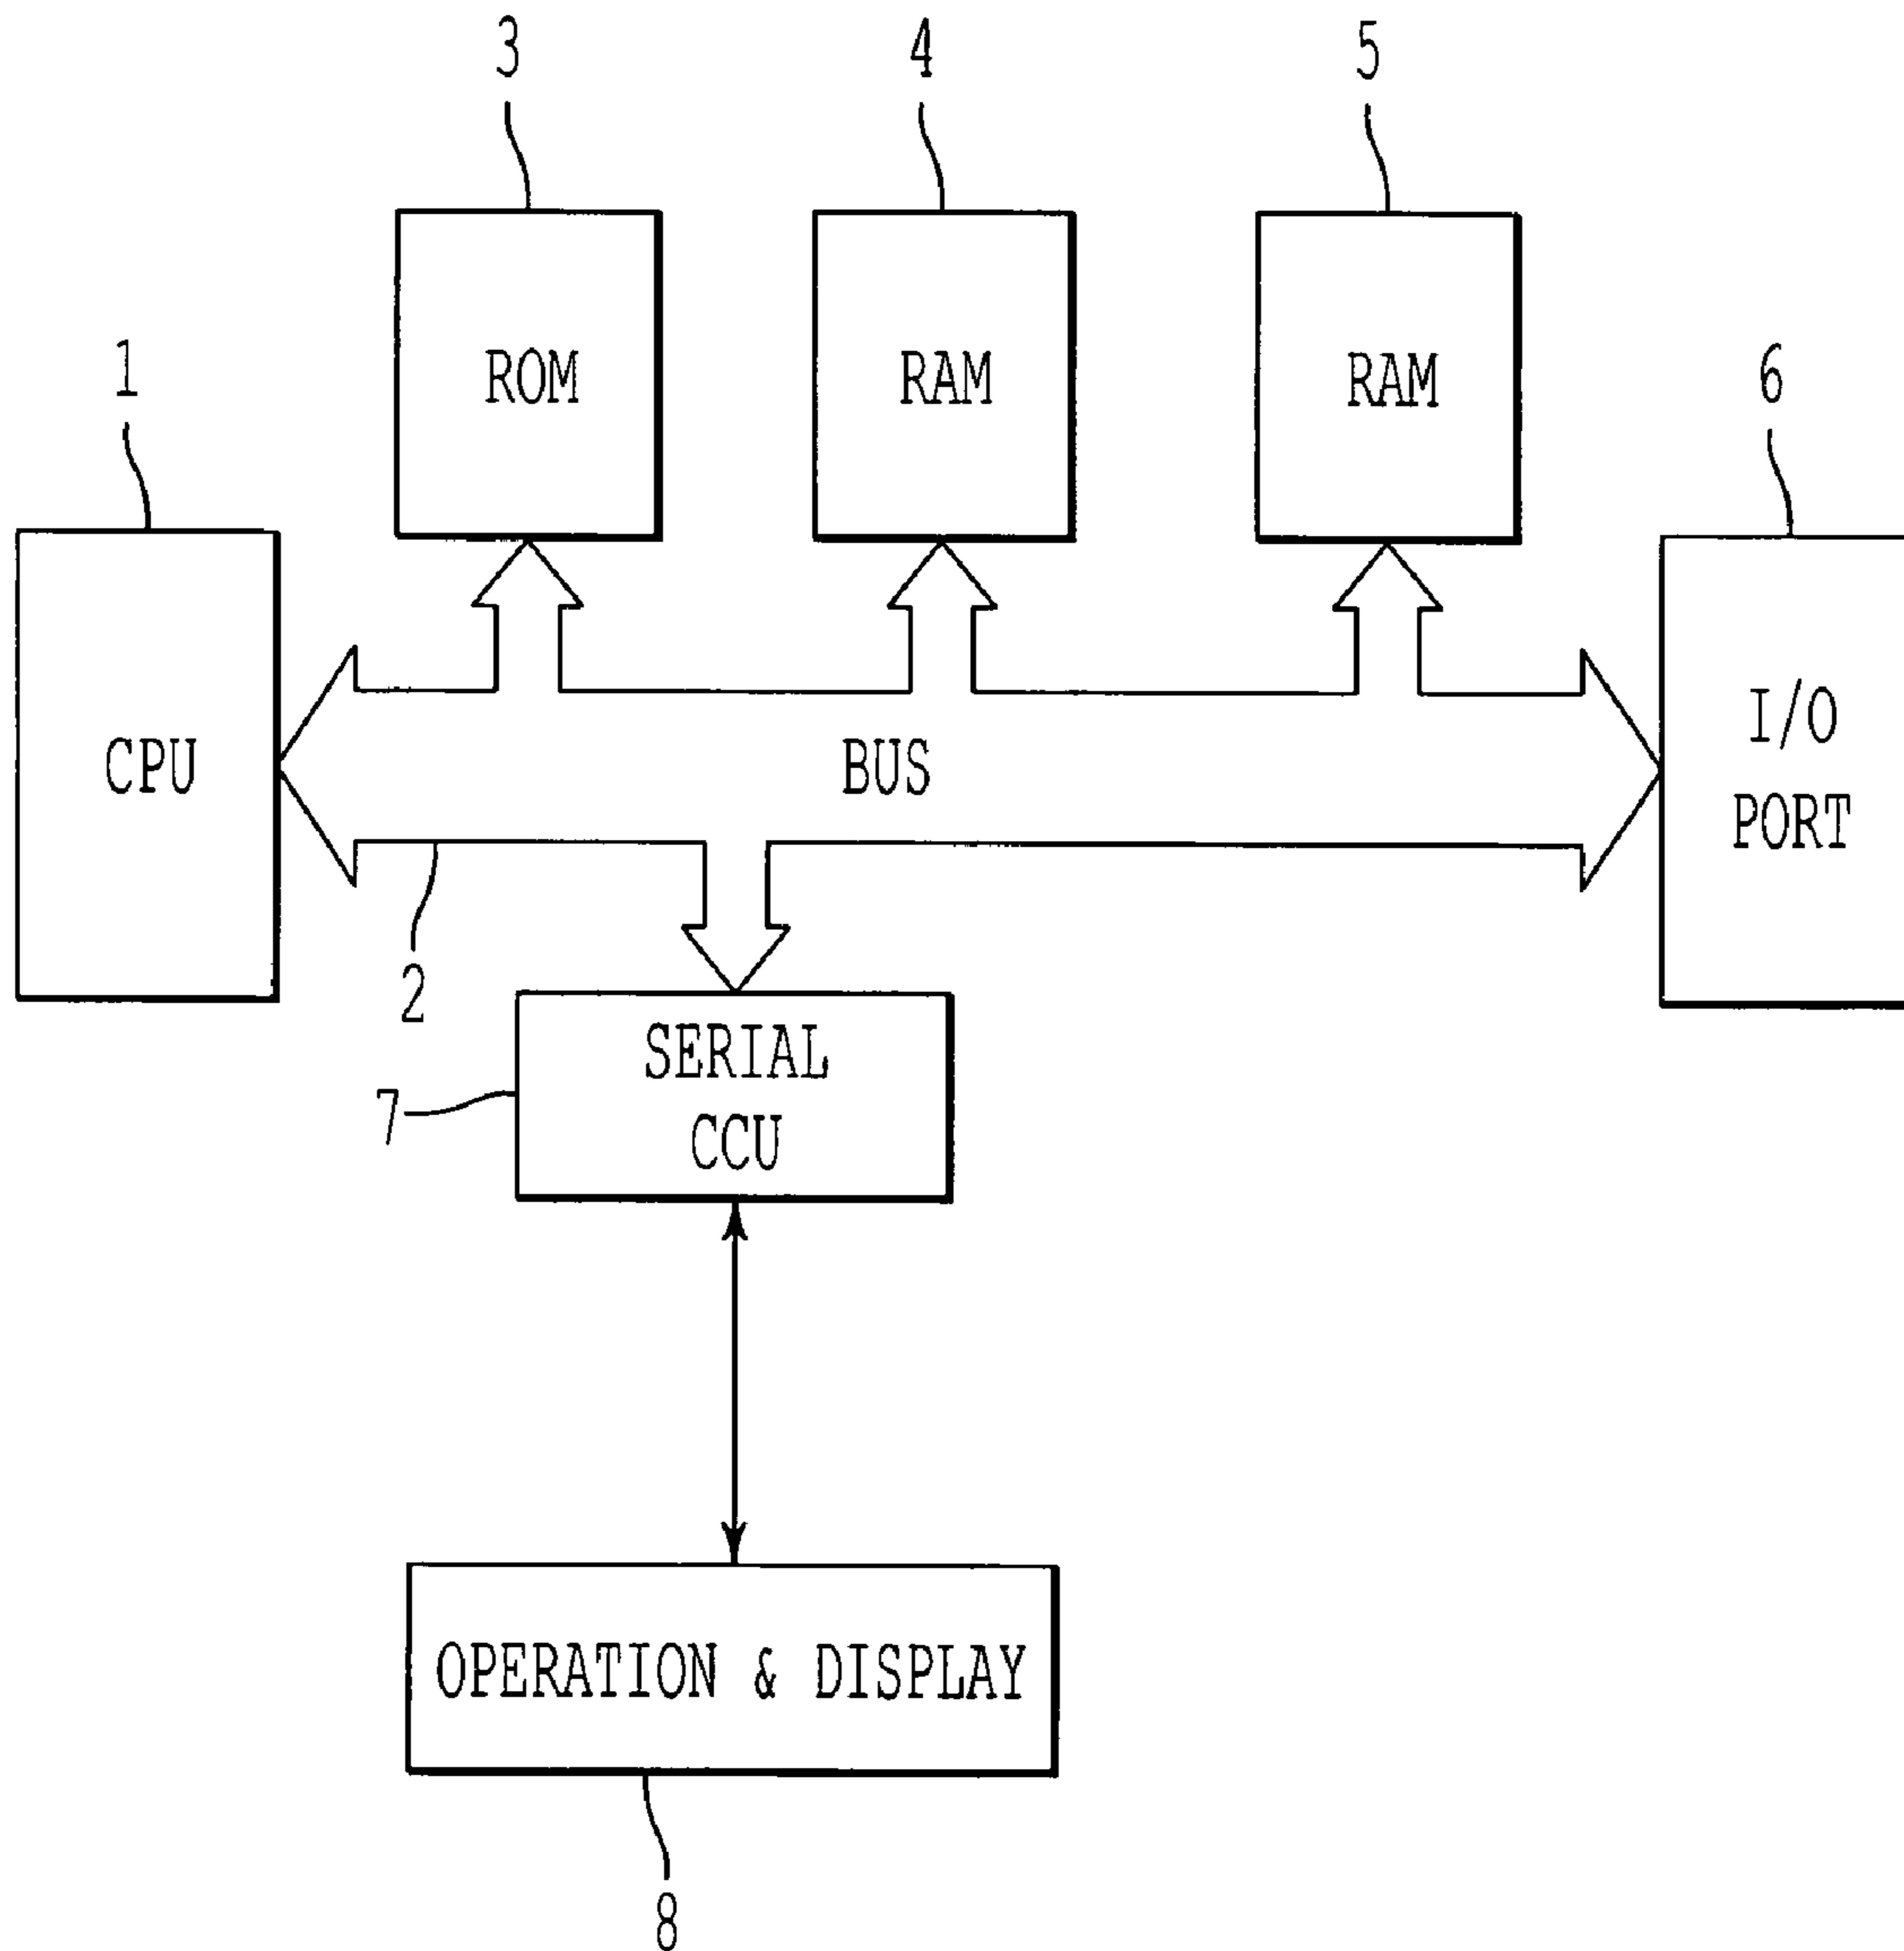 3
4
5
1
ROM
RAM
RAM
6
CPU
BUS
I/O
PORT
2
SERIAL
CCU
7
OPERATION & DISPLAY
8